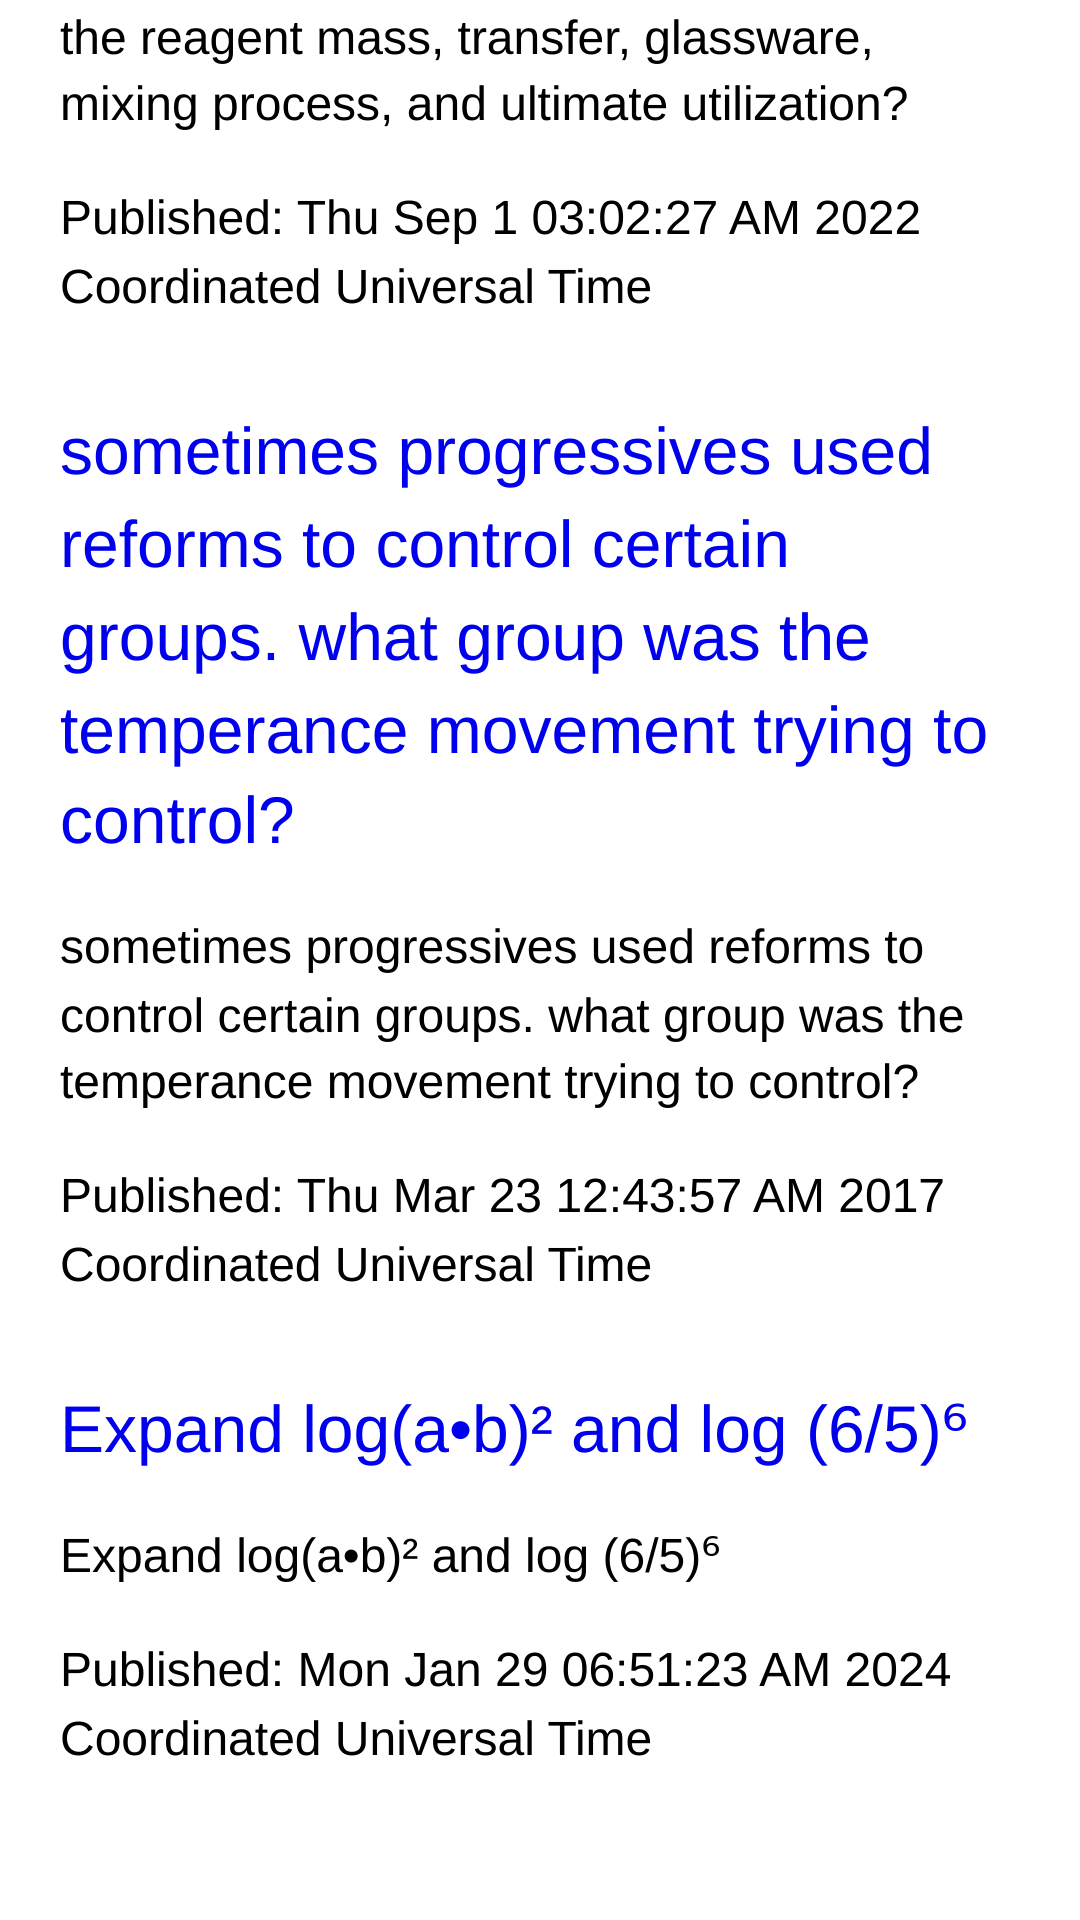 the reagent mass, transfer, glassware,
mixing process, and ultimate utilization?
Published: Thu Sep 1 03:02:27 AM 2022
Coordinated Universal Time
sometimes progressives used
reforms to control certain
groups. what group was the
temperance movement trying to
control?
sometimes progressives used reforms to
control certain groups. what group was the
temperance movement trying to control?
Published: Thu Mar 23 12:43:57 AM 2017
Coordinated Universal Time
Expand log(a•b)² and log (6/5)⁶
Expand log(a•b)² and log (6/5)⁶
Published: Mon Jan 29 06:51:23 AM 2024
Coordinated Universal Time